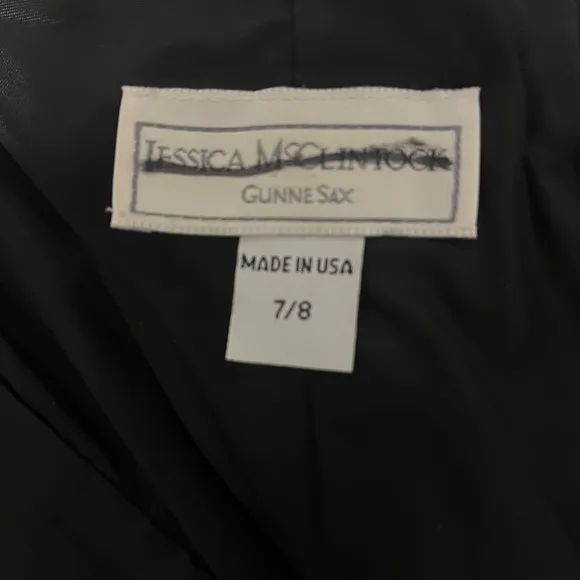 JESSICA MCCLINTOCK
GUNNE SAX
MADE IN USA
7/8